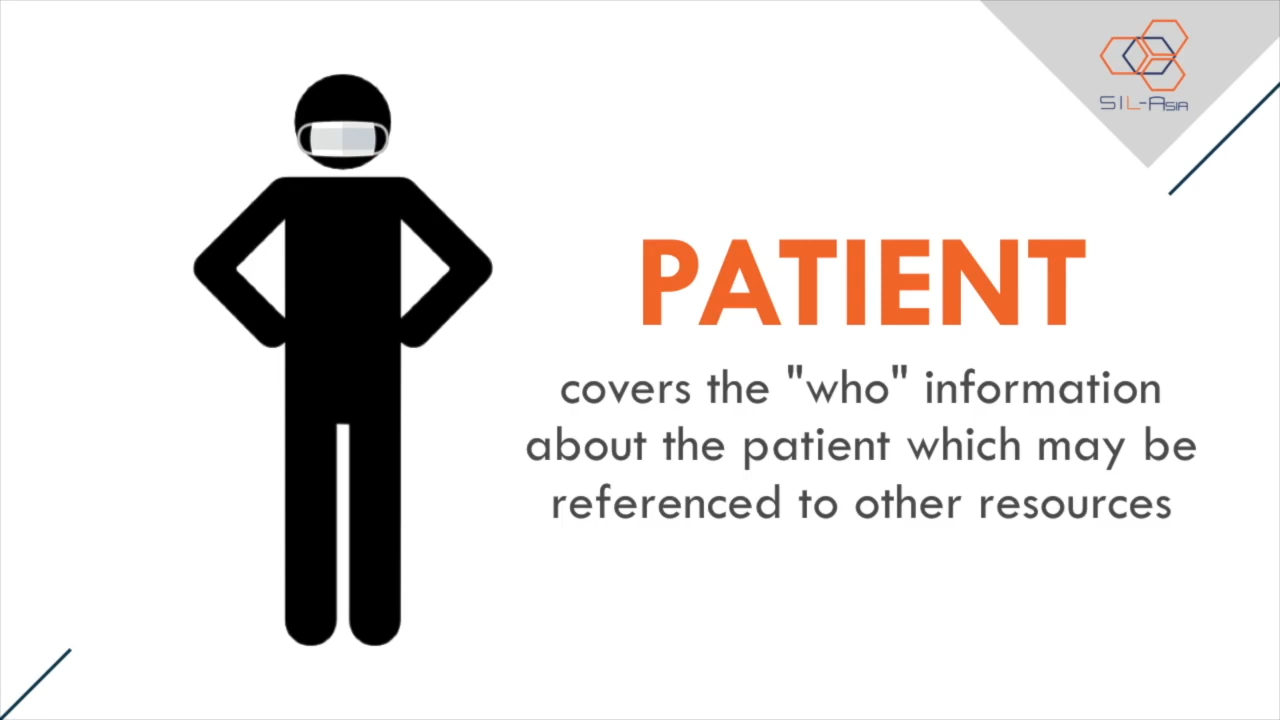 SIL-ASIA
PATIENT
covers the "who" information
about the patient which may be
referenced to other resources